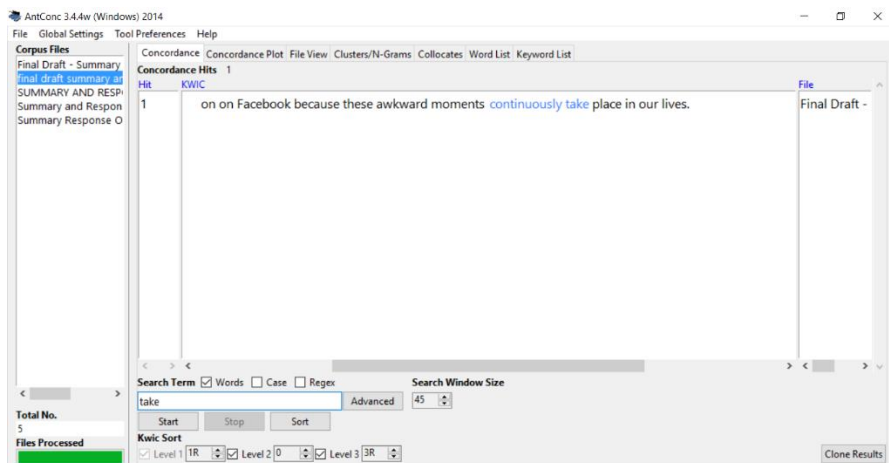 AntConc 3.4.4w (Windows) 2014
File Global Settings Tool Preferences Help
Corpus Files
Final Draft - Summary
final draft summary ar
SUMMARY AND RESP
Summary and Respon
Summary Response O
Total No.
5
Files Processed
Concordance Concordance Plot File View Clusters/N-Grams Collocates Word List Keyword List
Concordance Hits 1
Hit KWIC File
1 on on Facebook because these awkward moments continuously take place in our lives. Final Draft -
Search Term Words Case Regex Search Window Size
take Advanced 45
Start Stop Sort
Kwic Sort
Level 1 1R Level 2 0 Level 3 3R Clone Results